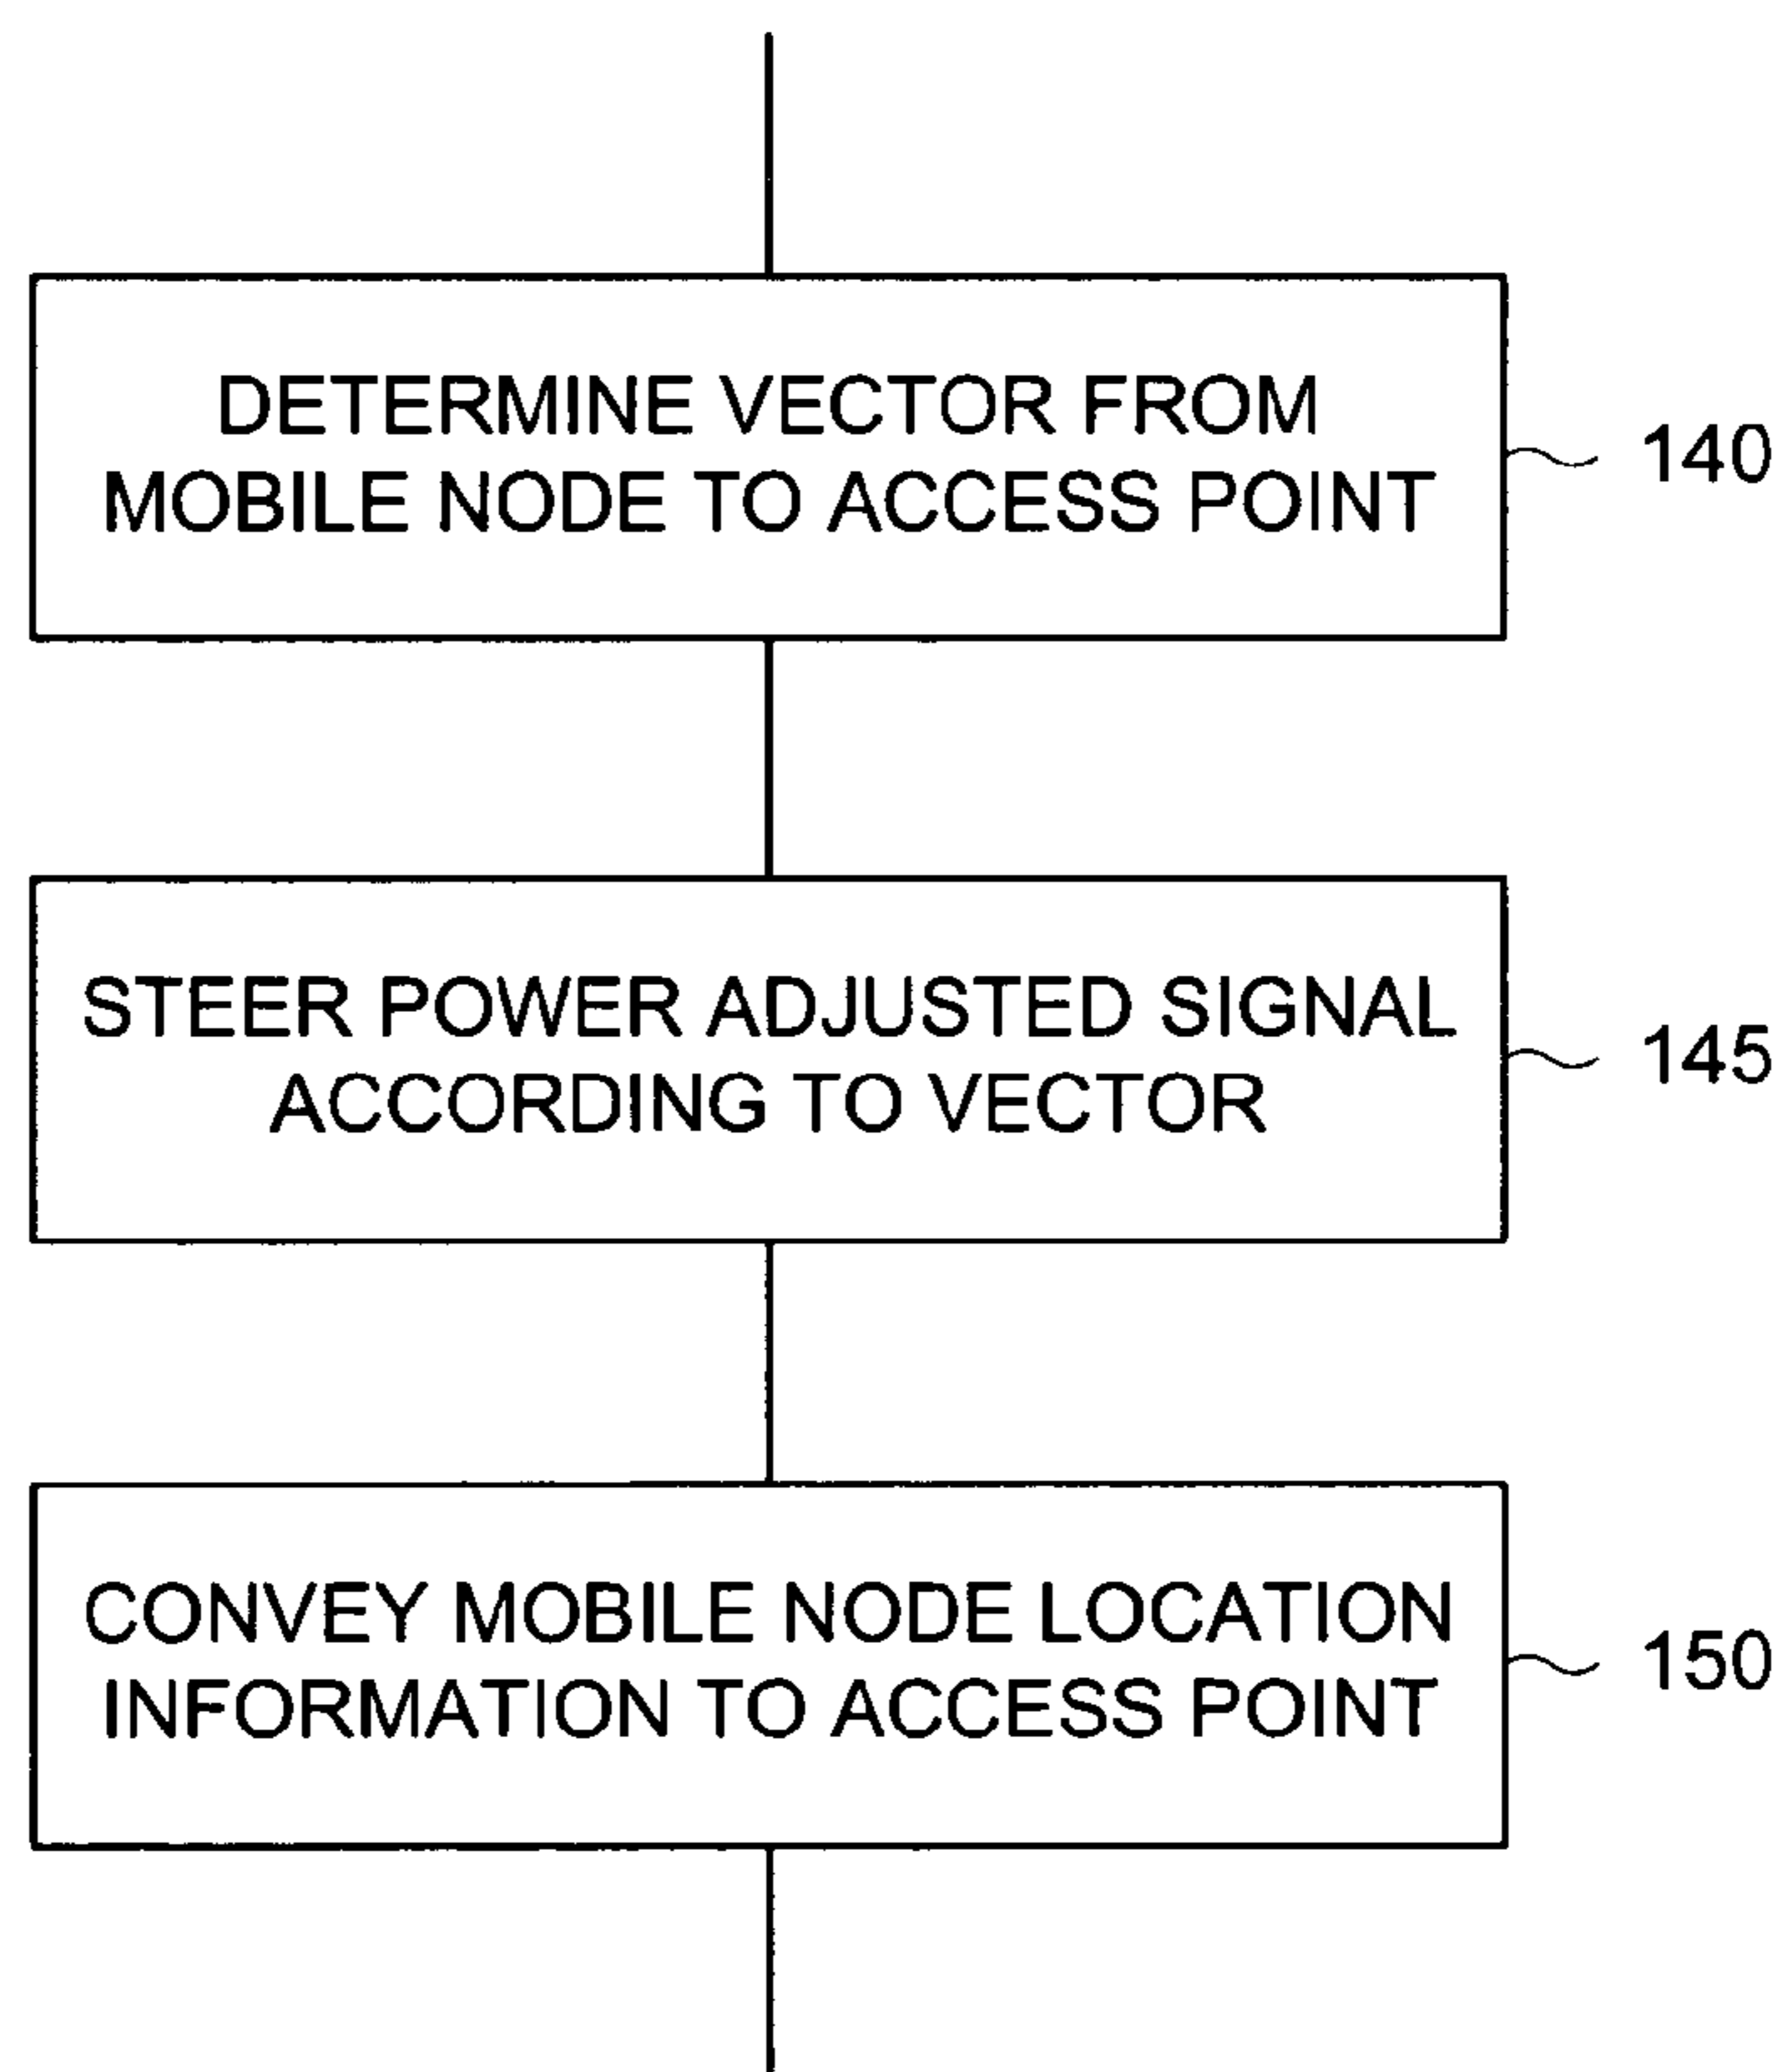 DETERMINE VECTOR FROM
MOBILE NODE TO ACCESS POINT
140
STEER POWER ADJUSTED SIGNAL
ACCORDING TO VECTOR
145
CONVEY MOBILE NODE LOCATION
INFORMATION TO ACCESS POINT
150